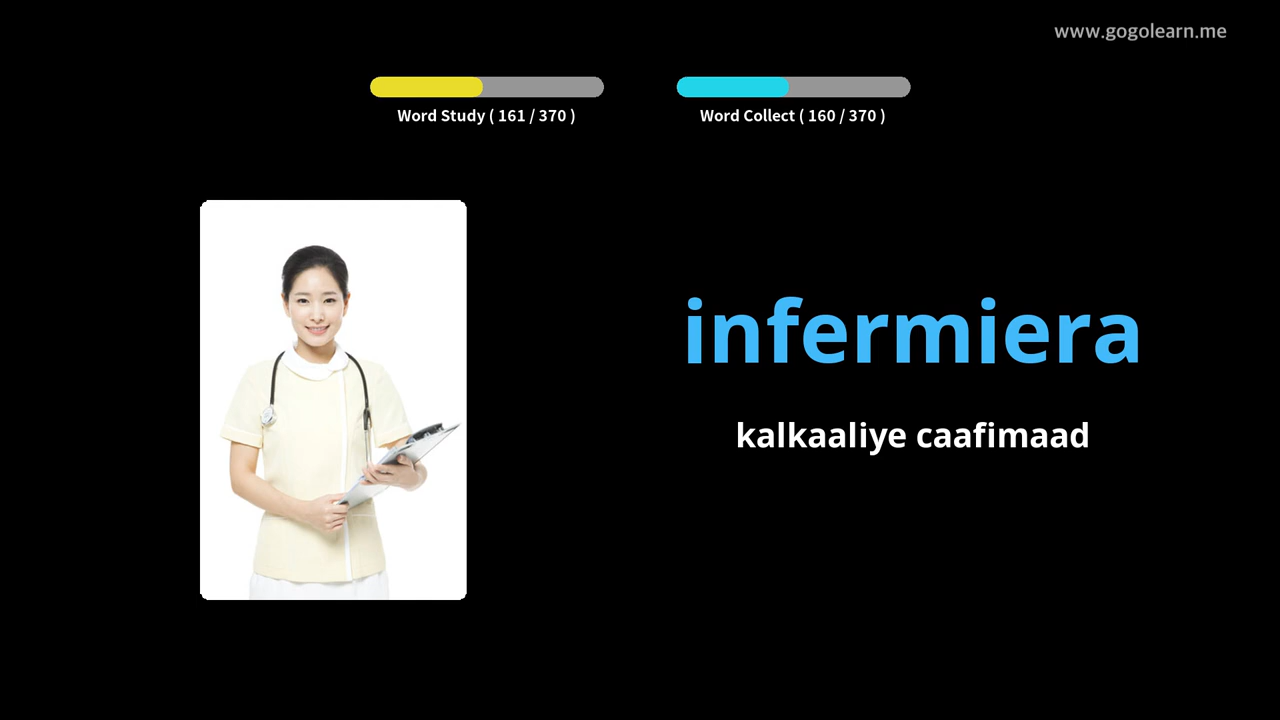 www.gogolearn.me
Word Study ( 161 / 370 )
Word Collect ( 160 / 370 )
infermiera
kalkaaliye caafimaad